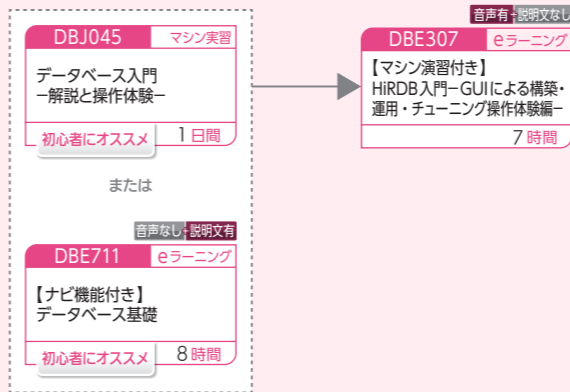 DBJ045 マシン実習
データベース入門
−解説と操作体験−
初心者にオススメ 1日間
または
音声なし+説明文有
DBE711 eラーニング
【ナビ機能付き】
データベース基礎
初心者にオススメ 8時間
音声有+説明文なし
DBE307 eラーニング
【マシン演習付き】
HiRDB入門−GUIによる構築・
運用・チューニング操作体験編−
7時間